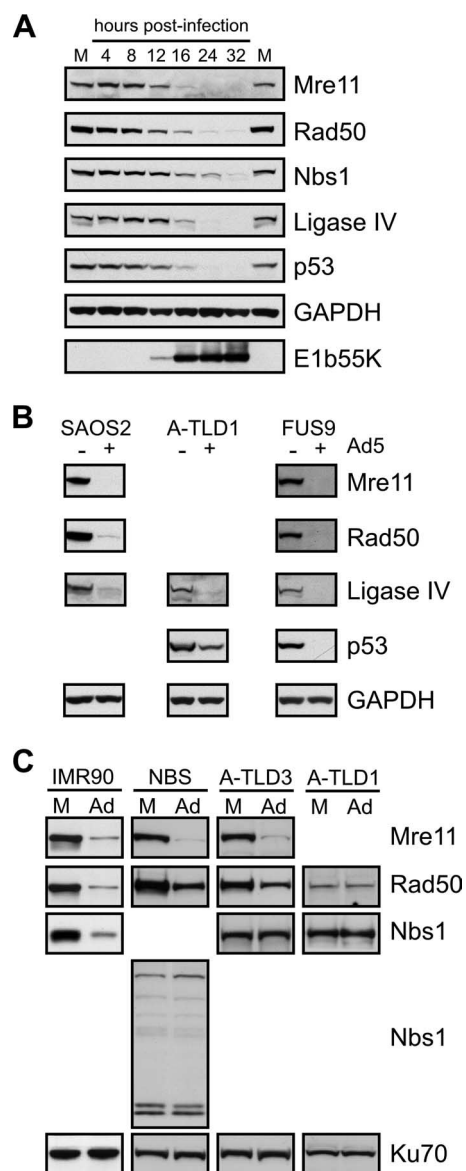 A
hours post-infection
M 4 8 12 16 24 32 M
Mre11
Rad50
Nbs1
Ligase IV
p53
GAPDH
E1b55K
B
SAOS2 A-TLD1 FUS9
- + - + - + Ad5
Mre11
Rad50
Ligase IV
p53
GAPDH
C
IMR90 NBS A-TLD3 A-TLD1
M Ad M Ad M Ad M Ad
Mre11
Rad50
Nbs1
Nbs1
Ku70